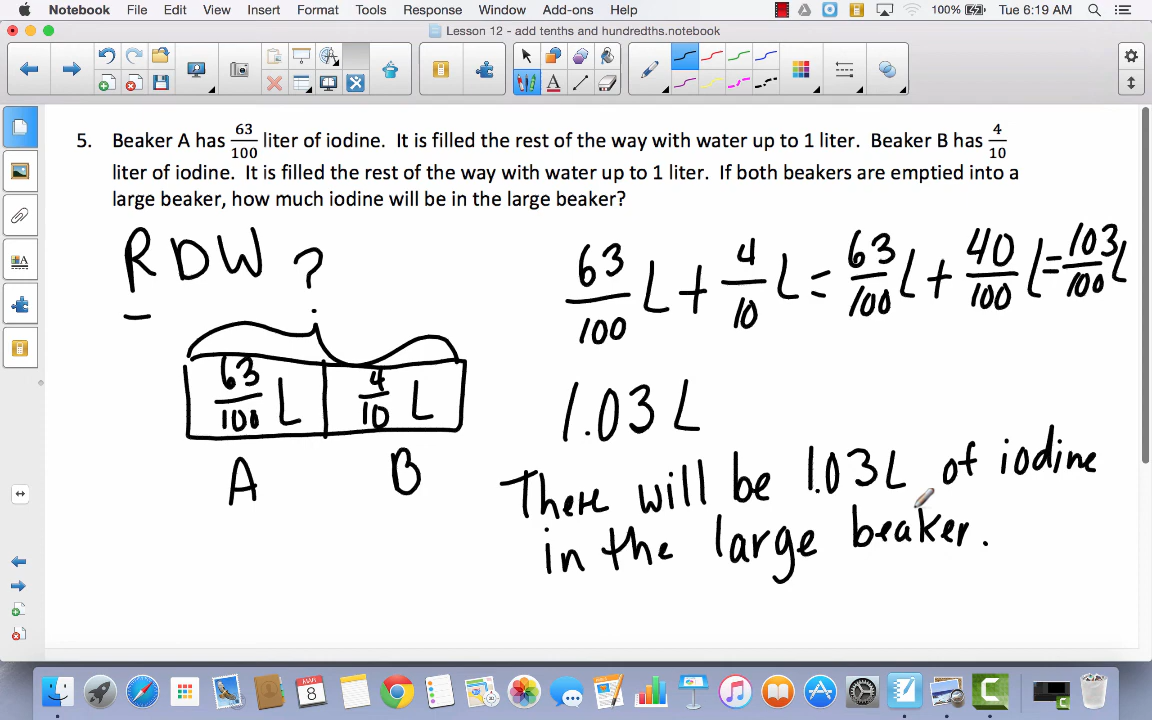 Notebook File Edit View Insert Format Tools Response Window Add-ons Help 100% Tue 6:19 AM
Lesson 12 - add tenths and hundredths.notebook
5. Beaker A has 63/100 liter of iodine. It is filled the rest of the way with water up to 1 liter. Beaker B has 4/10
liter of iodine. It is filled the rest of the way with water up to 1 liter. If both beakers are emptied into a
large beaker, how much iodine will be in the large beaker?
RDW ?
63/100 L + 4/10 L = 63/100 L + 40/100 L = 103/100 L
63/100 L 4/10 L
A B
1.03 L
There will be 1.03 L of iodine
in the large beaker.
MAR
8